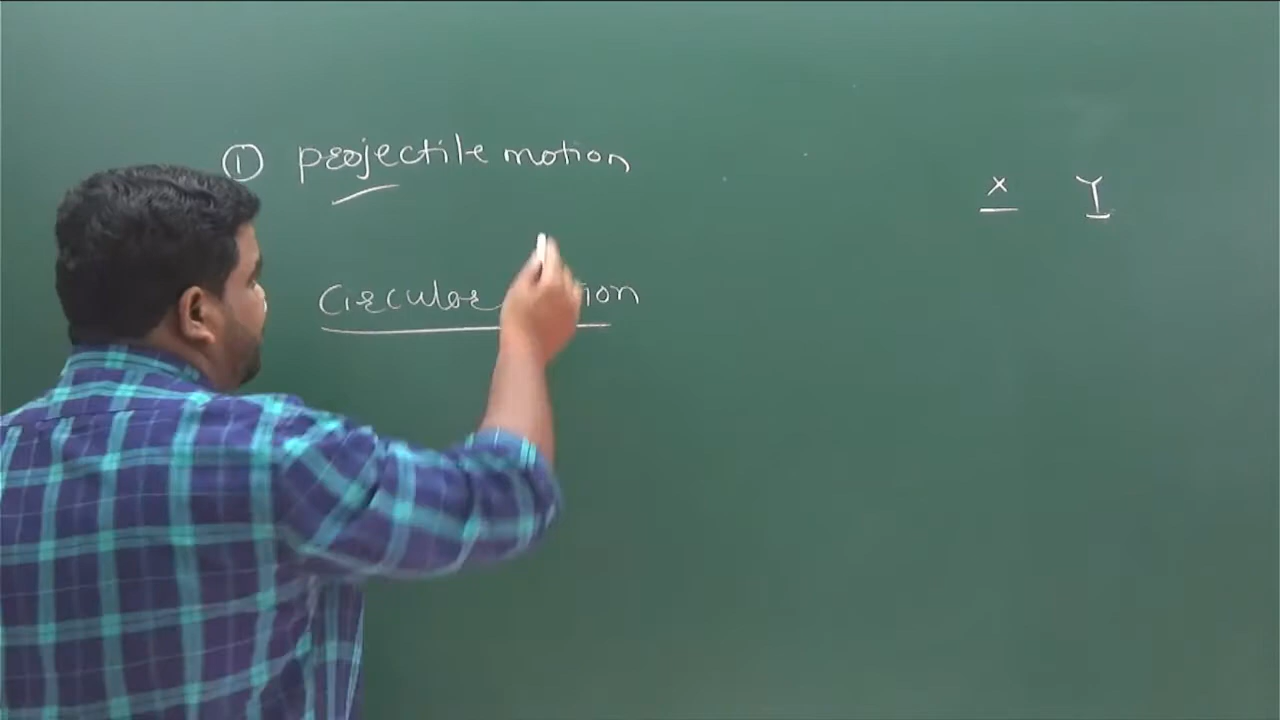 ① projectile motion
X Y
Circular